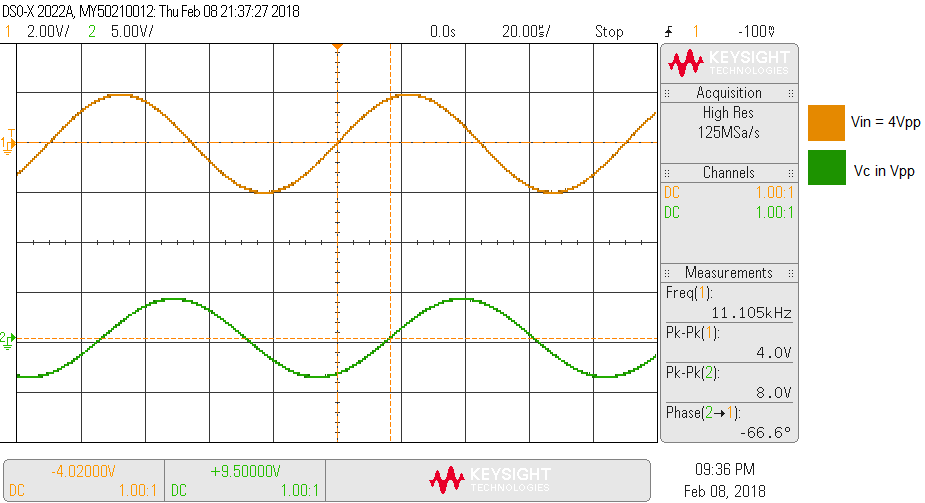 DSO-X 2022A, MY50210012: Thu Feb 08 21:37:27 2018
1 2.00V/ 2 5.00V/ 0.0s 20.00us/ Stop 1 -100mV
KEYSIGHT
TECHNOLOGIES
Acquisition
High Res
125MSa/s
Channels
DC 1.00:1
DC 1.00:1
Measurements
Freq(1):
11.105kHz
Pk-Pk(1):
4.0V
Pk-Pk(2):
8.0V
Phase(2→1):
-66.6°
Vin = 4Vpp
Vc in Vpp
1
T
2
-4.02000V
DC 1.00:1
+9.50000V
DC 1.00:1
KEYSIGHT
TECHNOLOGIES
09:36 PM
Feb 08, 2018